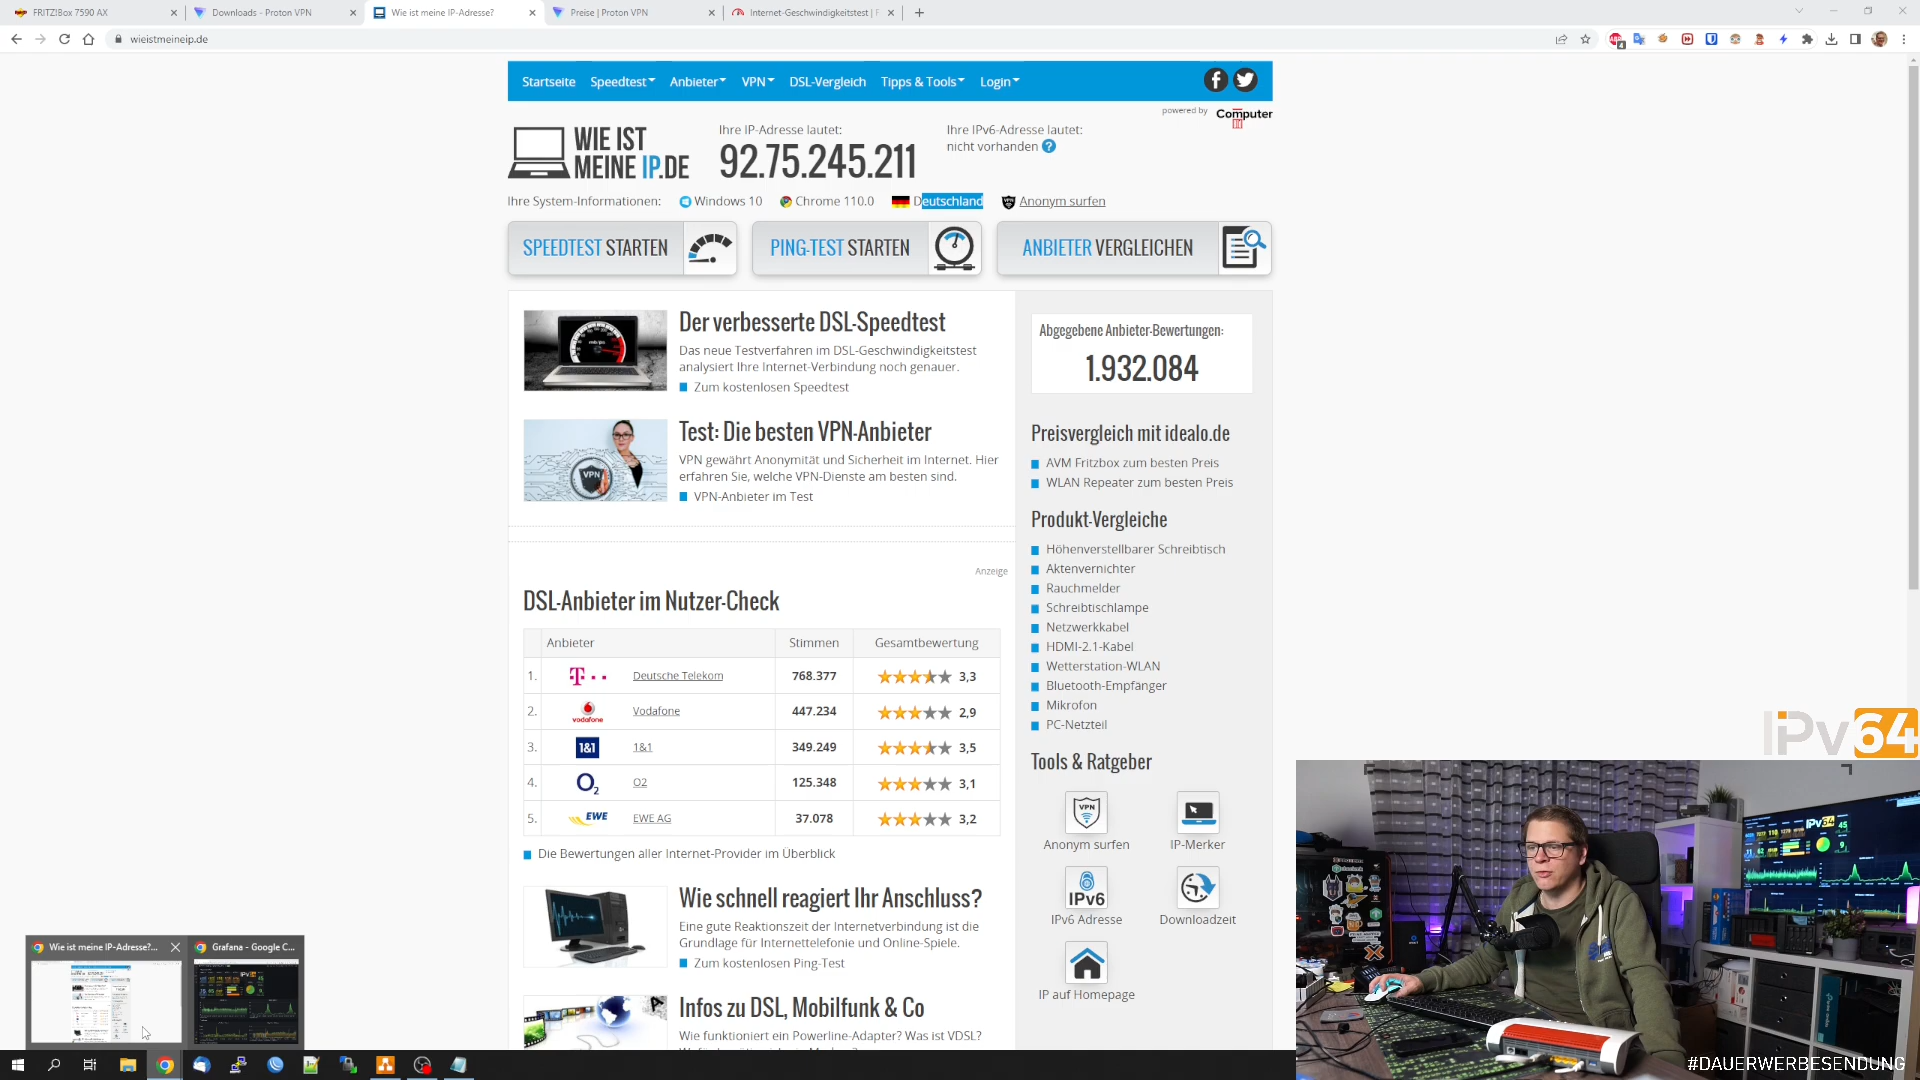 FRITZ!Box 7590 AX
Downloads - Proton VPN
Wie ist meine IP-Adresse?
Preise | Proton VPN
Internet-Geschwindigkeitstest | F
wieistmeineip.de
Startseite
Speedtest
Anbieter
VPN
DSL-Vergleich
Tipps & Tools
Login
powered by
Computer
WIE IST
MEINE IP.DE
Ihre IP-Adresse lautet:
92.75.245.211
Ihre IPv6-Adresse lautet:
nicht vorhanden
Ihre System-Informationen:
Windows 10
Chrome 110.0
Deutschland
Anonym surfen
SPEEDTEST STARTEN
PING-TEST STARTEN
ANBIETER VERGLEICHEN
Der verbesserte DSL-Speedtest
Das neue Testverfahren im DSL-Geschwindigkeitstest
analysiert Ihre Internet-Verbindung noch genauer.
Zum kostenlosen Speedtest
VPN
Test: Die besten VPN-Anbieter
VPN gewährt Anonymität und Sicherheit im Internet. Hier
erfahren Sie, welche VPN-Dienste am besten sind.
VPN-Anbieter im Test
Anzeige
DSL-Anbieter im Nutzer-Check
Anbieter Stimmen Gesamtbewertung
1. Deutsche Telekom 768.377 3,3
2. vodafone Vodafone 447.234 2,9
3. 1&1 1&1 349.249 3,5
4. O2 O2 125.348 3,1
5. EWE EWE AG 37.078 3,2
Die Bewertungen aller Internet-Provider im Überblick
Wie schnell reagiert Ihr Anschluss?
Eine gute Reaktionszeit der Internetverbindung ist die
Grundlage für Internettelefonie und Online-Spiele.
Zum kostenlosen Ping-Test
Infos zu DSL, Mobilfunk & Co
Wie funktioniert ein Powerline-Adapter? Was ist VDSL?
Abgegebene Anbieter-Bewertungen:
1.932.084
Preisvergleich mit idealo.de
AVM Fritzbox zum besten Preis
WLAN Repeater zum besten Preis
Produkt-Vergleiche
Höhenverstellbarer Schreibtisch
Aktenvernichter
Rauchmelder
Schreibtischlampe
Netzwerkkabel
HDMI-2.1-Kabel
Wetterstation-WLAN
Bluetooth-Empfänger
Mikrofon
PC-Netzteil
Tools & Ratgeber
VPN
Anonym surfen
IP-Merker
IPv6
IPv6 Adresse
Downloadzeit
IP auf Homepage
Wie ist meine IP-Adresse?...
Grafana - Google C...
IPv64
IPv64
#DAUERWERBESENDUNG